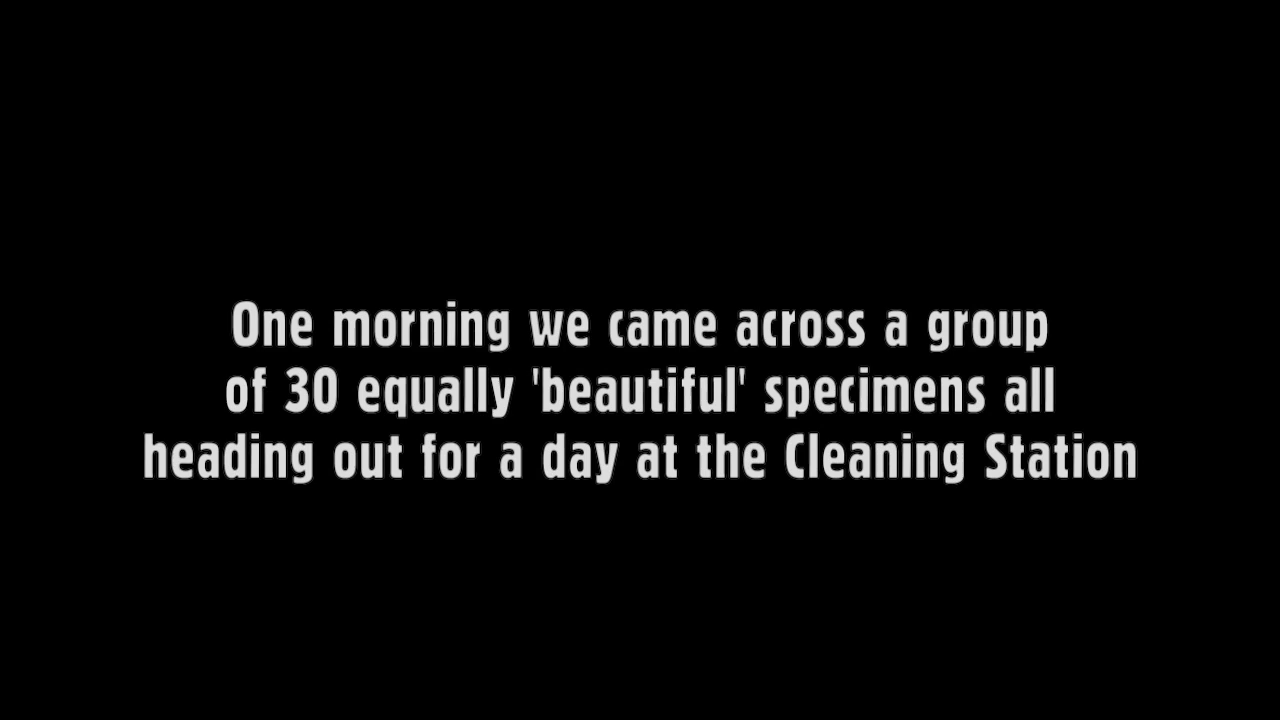 One morning we came across a group
of 30 equally 'beautiful' specimens all
heading out for a day at the Cleaning Station